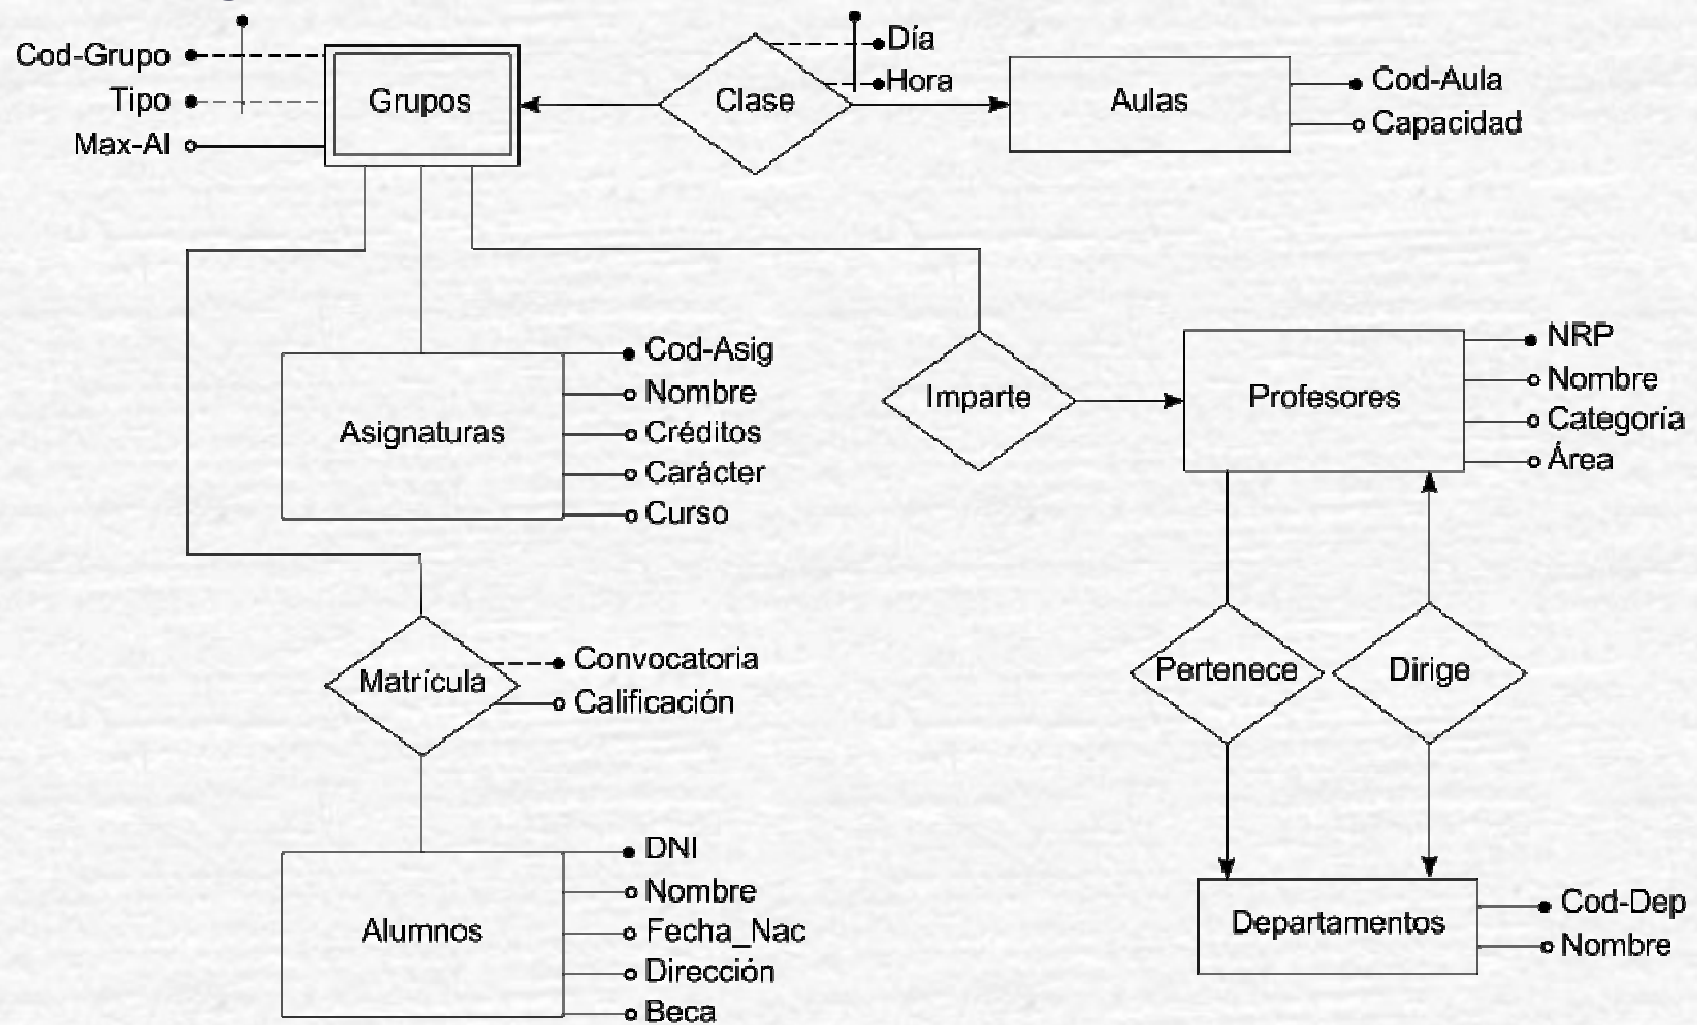 Cod-Grupo
Tipo
Max-Al
Grupos
Clase
Día
Hora
Aulas
Cod-Aula
Capacidad
Asignaturas
Cod-Asig
Nombre
Créditos
Carácter
Curso
Imparte
Profesores
NRP
Nombre
Categoría
Área
Matrícula
Convocatoria
Calificación
Pertenece
Dirige
Alumnos
DNI
Nombre
Fecha_Nac
Dirección
Beca
Departamentos
Cod-Dep
Nombre